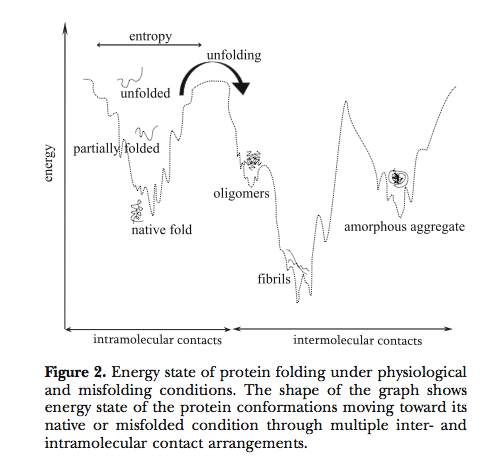 entropy
unfolding
unfolded
partially folded
native fold
oligomers
fibrils
amorphous aggregate
energy
intramolecular contacts
intermolecular contacts
Figure 2. Energy state of protein folding under physiological
and misfolding conditions. The shape of the graph shows
energy state of the protein conformations moving toward its
native or misfolded condition through multiple inter- and
intramolecular contact arrangements.